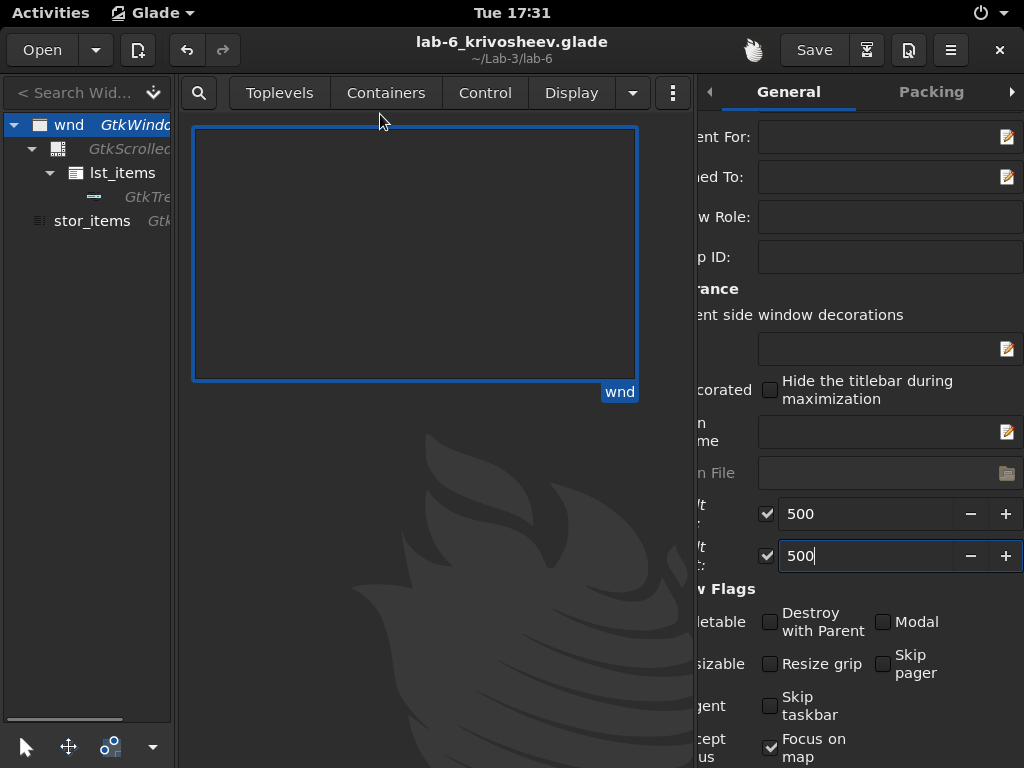 Activities Glade Tue 17:31
Open lab-6_krivosheev.glade Save
~/Lab-3/lab-6
< Search Wid... Toplevels Containers Control Display General Packing
wnd GtkWindo
GtkScrolled
lst_items
GtkTre
stor_items Gtk
wnd
ent For:
ned To:
w Role:
p ID:
rance
ent side window decorations
corated Hide the titlebar during
maximization
n
me
n File
lt 500
:
lt 500
t:
w Flags
letable Destroy
with Parent Modal
sizable Resize grip Skip
pager
gent Skip
taskbar
cept Focus on
us map